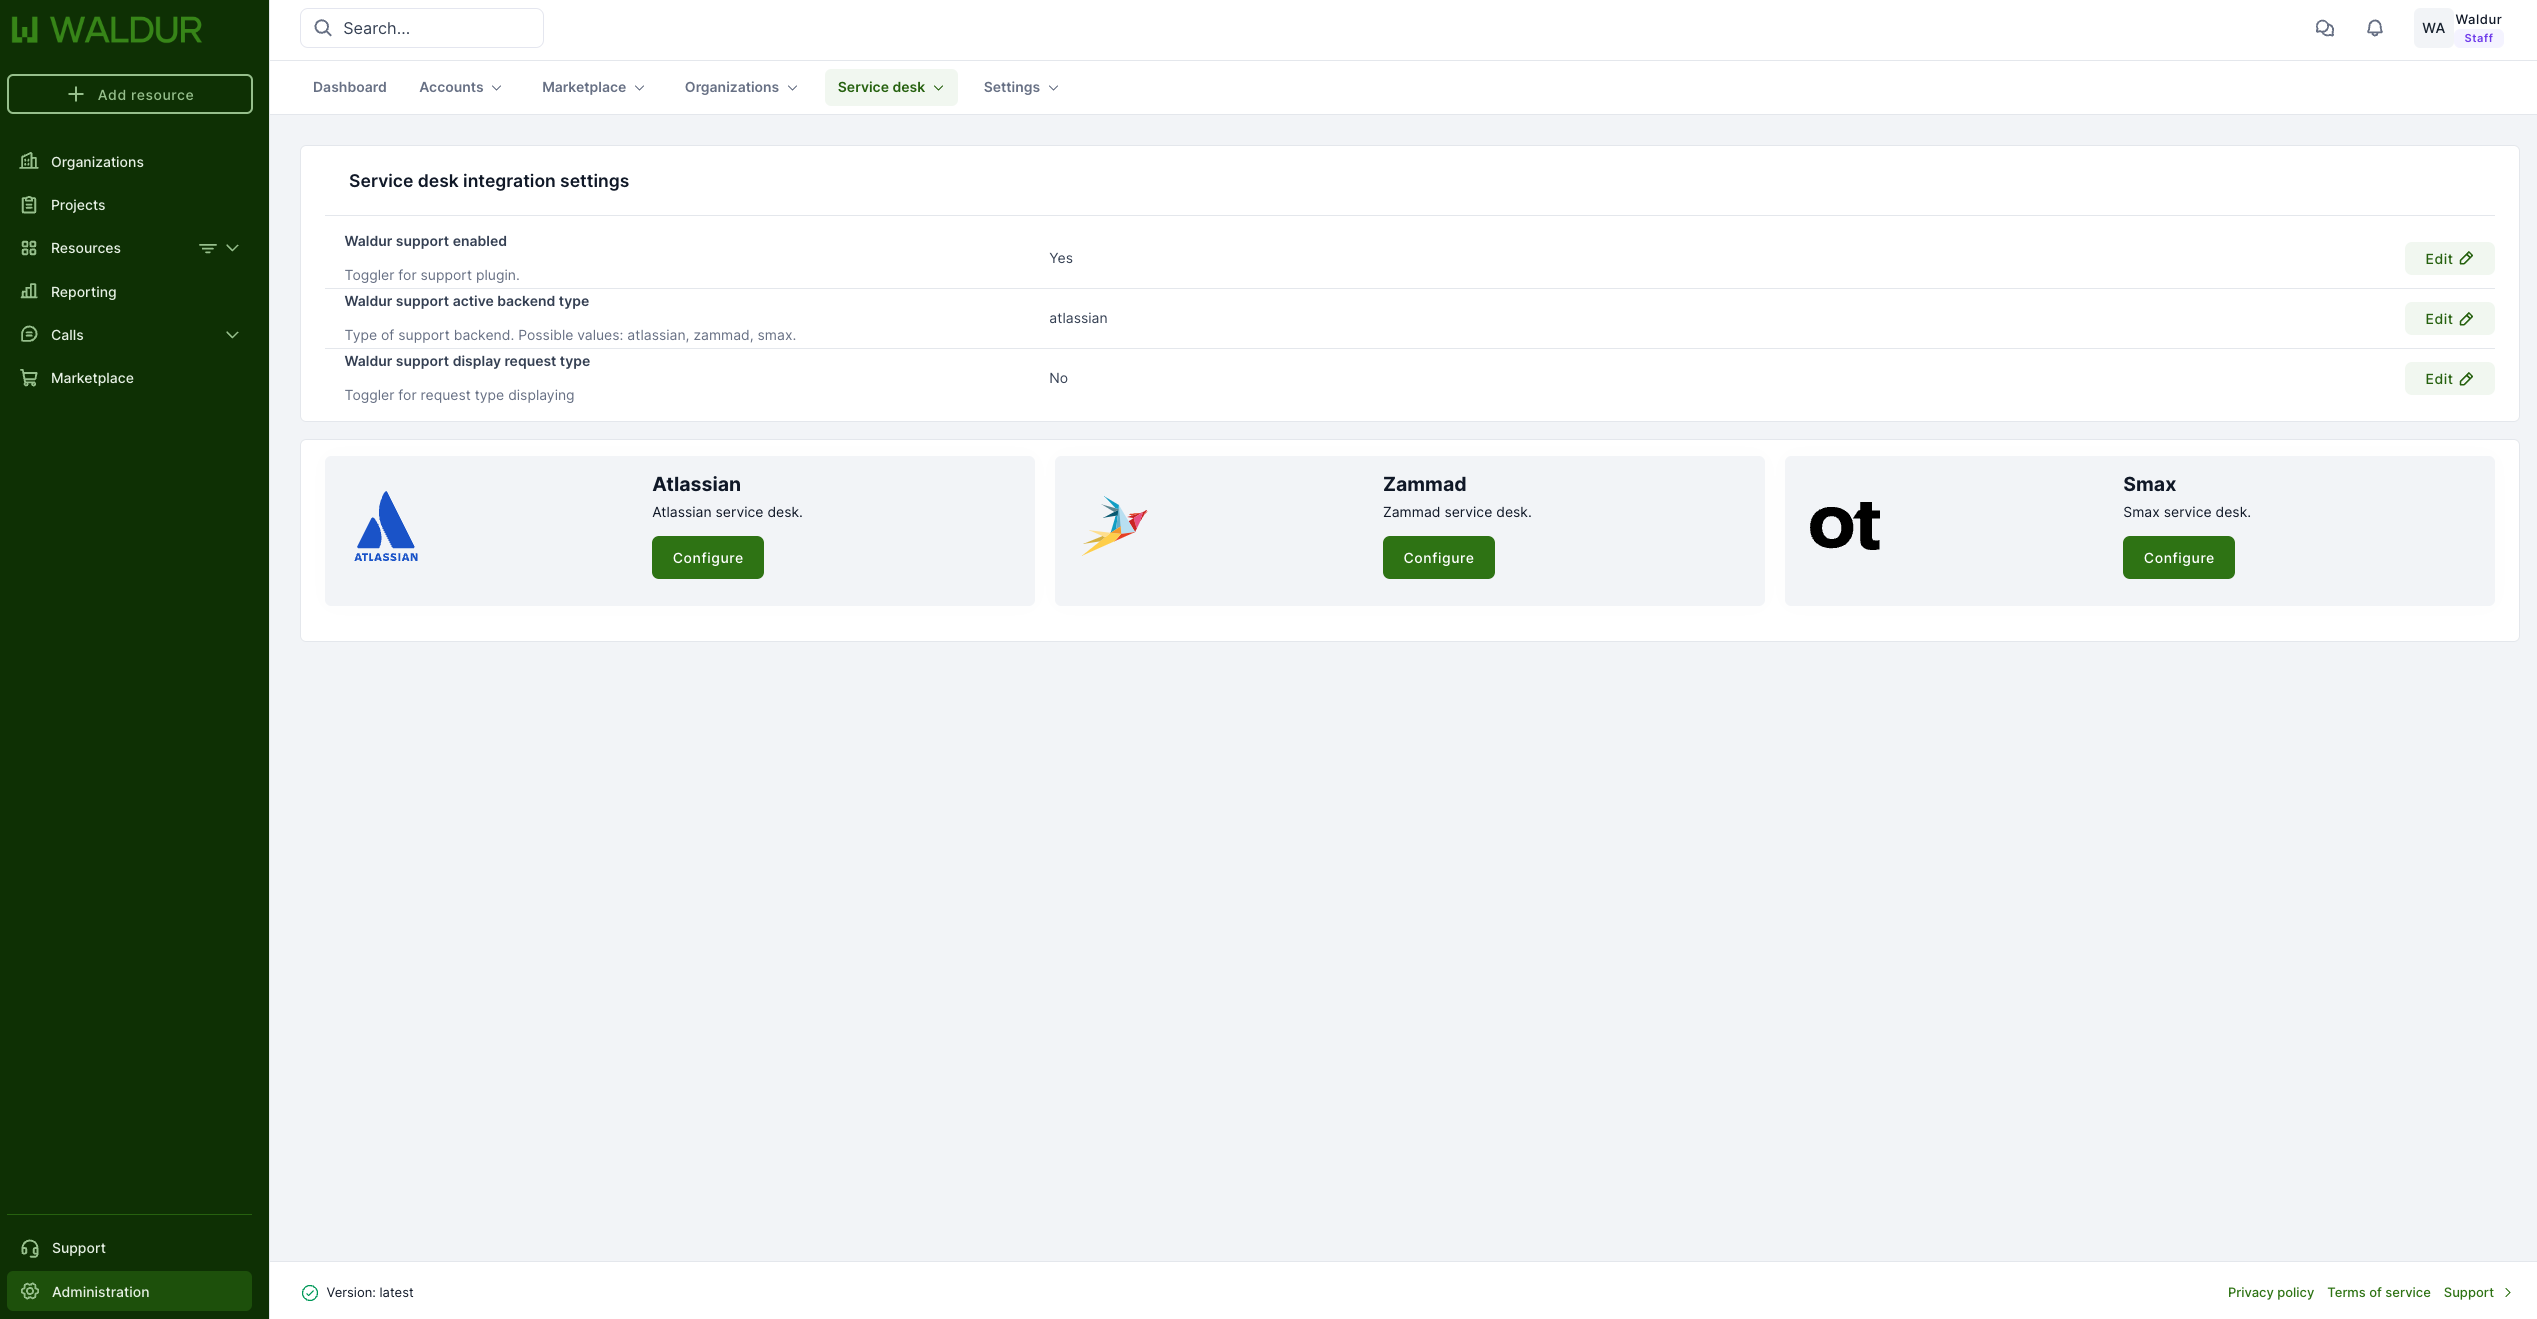 WALDUR
Search...
WA
Waldur
Staff
Add resource
Dashboard
Accounts
Marketplace
Organizations
Service desk
Settings
Organizations
Projects
Resources
Reporting
Calls
Marketplace
Service desk integration settings
Waldur support enabled
Toggler for support plugin.
Yes
Edit
Waldur support active backend type
Type of support backend. Possible values: atlassian, zammad, smax.
atlassian
Edit
Waldur support display request type
Toggler for request type displaying
No
Edit
ATLASSIAN
Atlassian
Atlassian service desk.
Configure
Zammad
Zammad service desk.
Configure
ot
Smax
Smax service desk.
Configure
Support
Administration
Version: latest
Privacy policy
Terms of service
Support